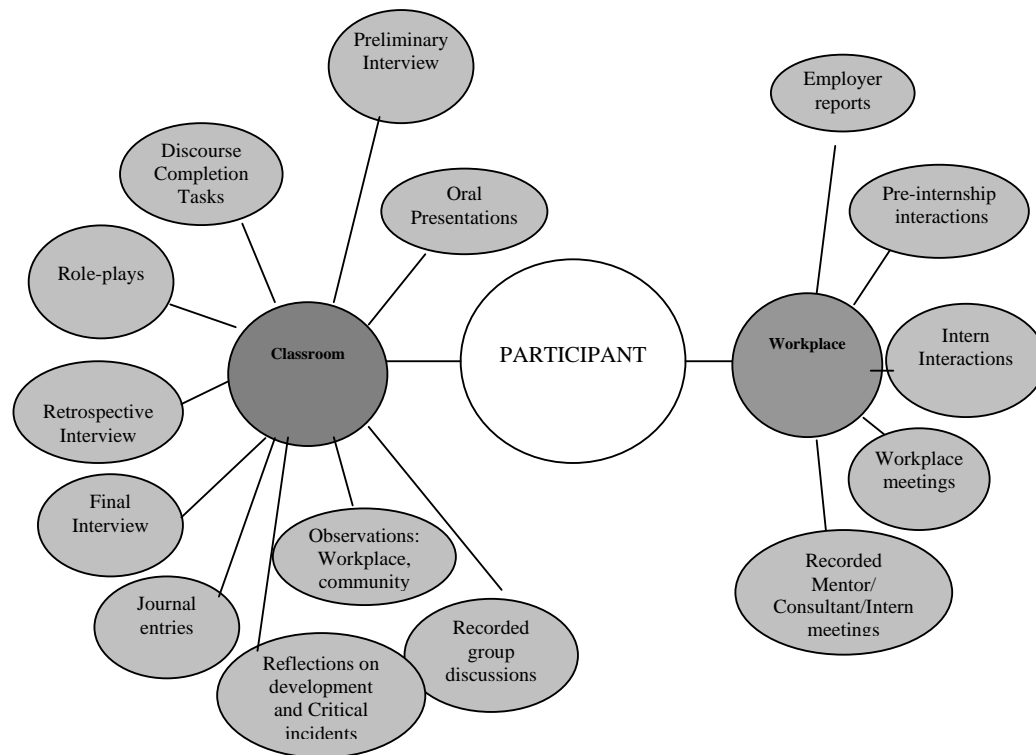 Preliminary
Interview
Employer
reports
Discourse
Completion
Tasks
Oral
Presentations
Pre-internship
interactions
Role-plays
Classroom
PARTICIPANT
Workplace
Intern
Interactions
Retrospective
Interview
Workplace
meetings
Final
Interview
Observations:
Workplace,
community
Recorded
Mentor/
Consultant/Intern
meetings
Journal
entries
Recorded
group
discussions
Reflections on
development
and Critical
incidents